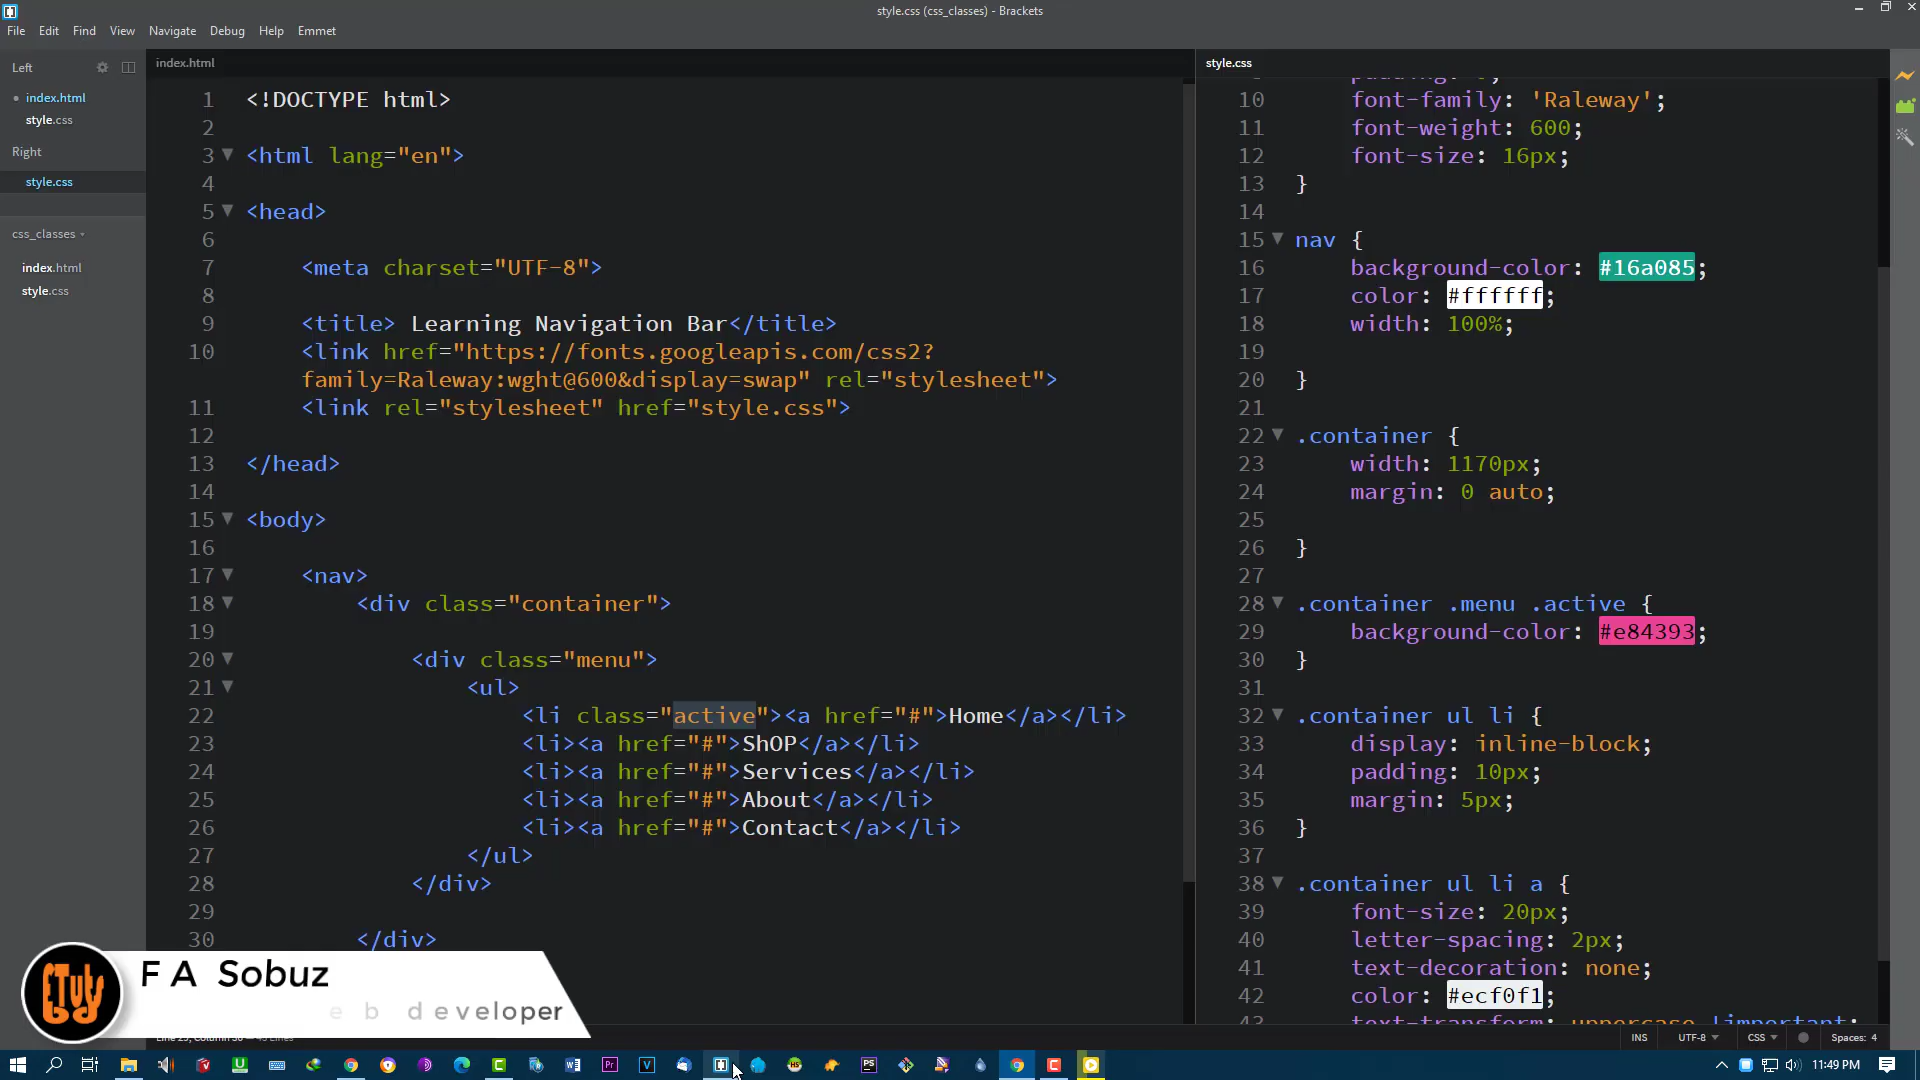 style.css (css_classes) - Brackets
File Edit Find View Navigate Debug Help Emmet
Left
index.html
style.css
Right
style.css
css_classes
index.html
style.css
index.html
1 <!DOCTYPE html>
2
3 <html lang="en">
4
5 <head>
6
7 <meta charset="UTF-8">
8
9 <title> Learning Navigation Bar</title>
10 <link href="https://fonts.googleapis.com/css2?
family=Raleway:wght@600&display=swap" rel="stylesheet">
11 <link rel="stylesheet" href="style.css">
12
13 </head>
14
15 <body>
16
17 <nav>
18 <div class="container">
19
20 <div class="menu">
21 <ul>
22 <li class="active"><a href="#">Home</a></li>
23 <li><a href="#">ShOP</a></li>
24 <li><a href="#">Services</a></li>
25 <li><a href="#">About</a></li>
26 <li><a href="#">Contact</a></li>
27 </ul>
28 </div>
29
30 </div>
style.css
10 font-family: 'Raleway';
11 font-weight: 600;
12 font-size: 16px;
13 }
14
15 nav {
16 background-color: #16a085;
17 color: #ffffff;
18 width: 100%;
19
20 }
21
22 .container {
23 width: 1170px;
24 margin: 0 auto;
25
26 }
27
28 .container .menu .active {
29 background-color: #e84393;
30 }
31
32 .container ul li {
33 display: inline-block;
34 padding: 10px;
35 margin: 5px;
36 }
37
38 .container ul li a {
39 font-size: 20px;
40 letter-spacing: 2px;
41 text-decoration: none;
42 color: #ecf0f1;
43 text-transform: uppercase !important;
F A Sobuz
e b developer
INS UTF-8 CSS Spaces: 4
11:49 PM